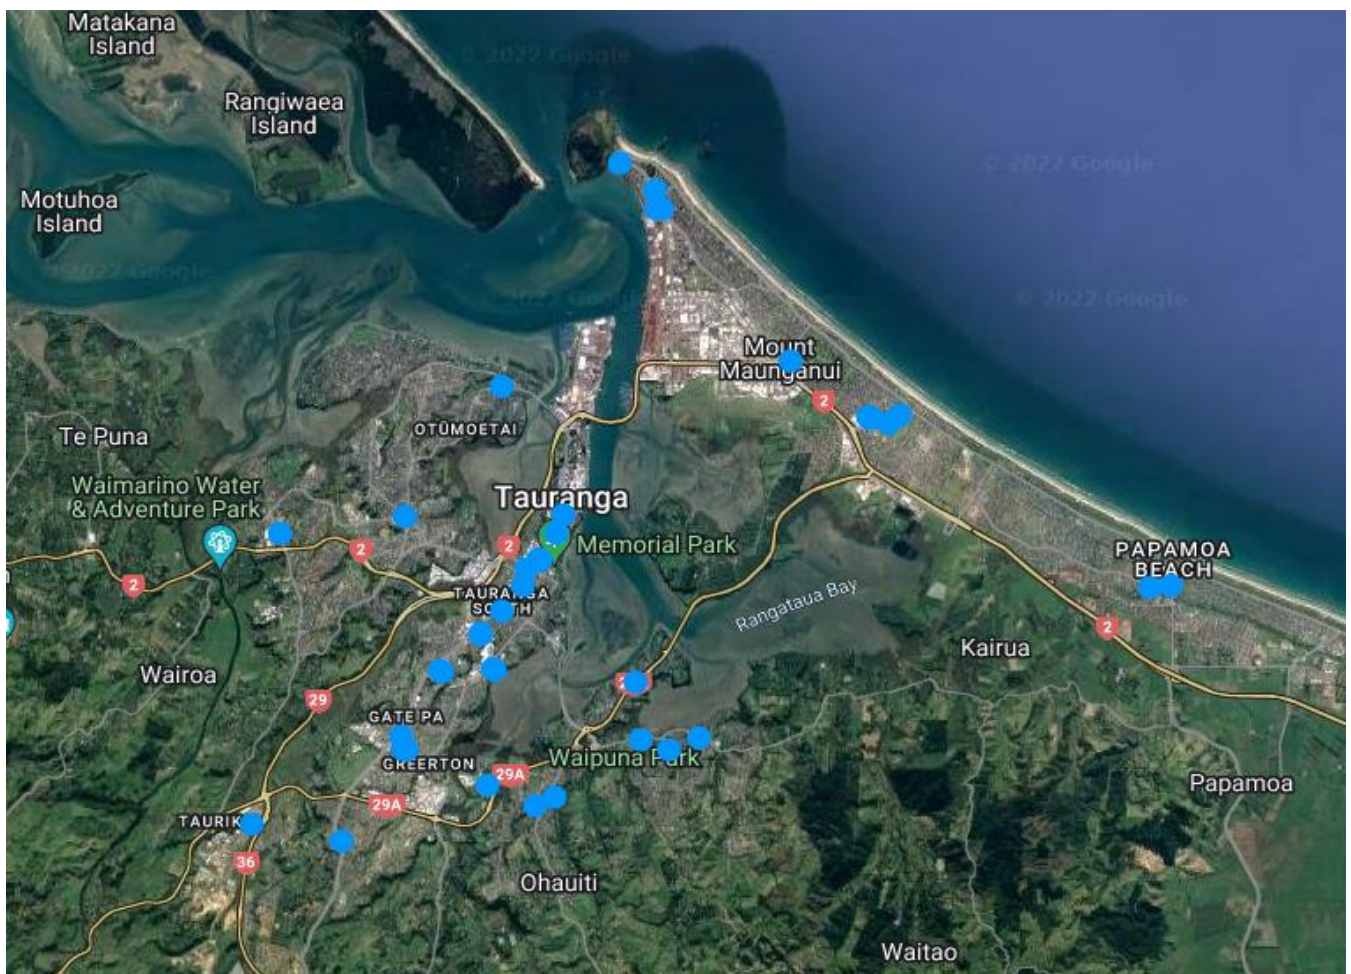 Matakana
Island
© 2022 Google
Rangiwaea
Island
© 2022 Google
Motuhoa
Island
2022 Google
© 2022 Google
Mount
Maunganui
2
OTŪMOETAI
Te Puna
Waimarino Water
& Adventure Park
Tauranga
2
2
Memorial Park
2
PAPAMOA
BEACH
TAURANGA
SOUTH
Rangataua Bay
2
Kairua
Wairoa
29
GATE PA
GREERTON
Waipuna Park
29A
Papamoa
29A
36
Ohauiti
Waitao